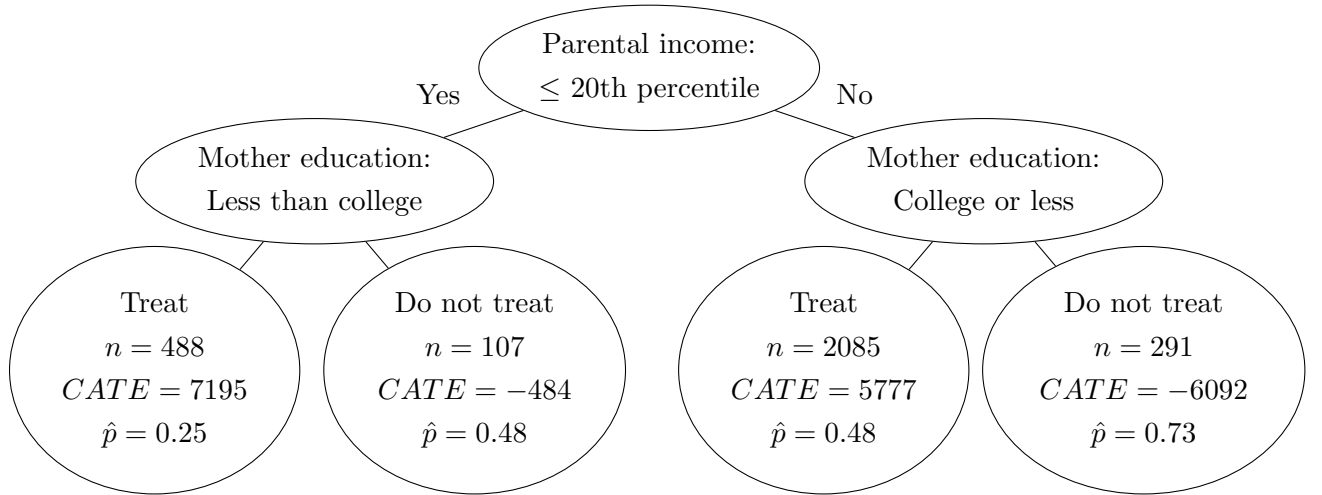 Parental income:
≤ 20th percentile
Yes
No
Mother education:
Less than college
Mother education:
College or less
Treat
n = 488
CATE = 7195
p̂ = 0.25
Do not treat
n = 107
CATE = −484
p̂ = 0.48
Treat
n = 2085
CATE = 5777
p̂ = 0.48
Do not treat
n = 291
CATE = −6092
p̂ = 0.73